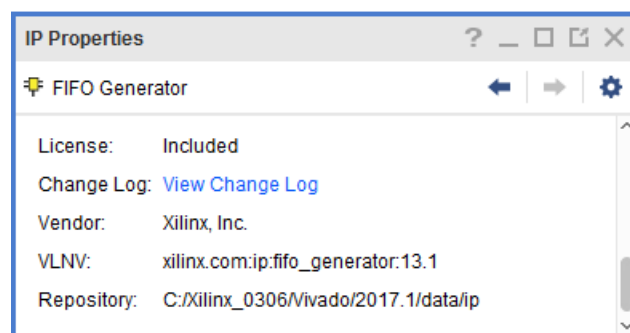 IP Properties
FIFO Generator
License: Included
Change Log: View Change Log
Vendor: Xilinx, Inc.
VLNV: xilinx.com:ip:fifo_generator:13.1
Repository: C:/Xilinx_0306/Vivado/2017.1/data/ip